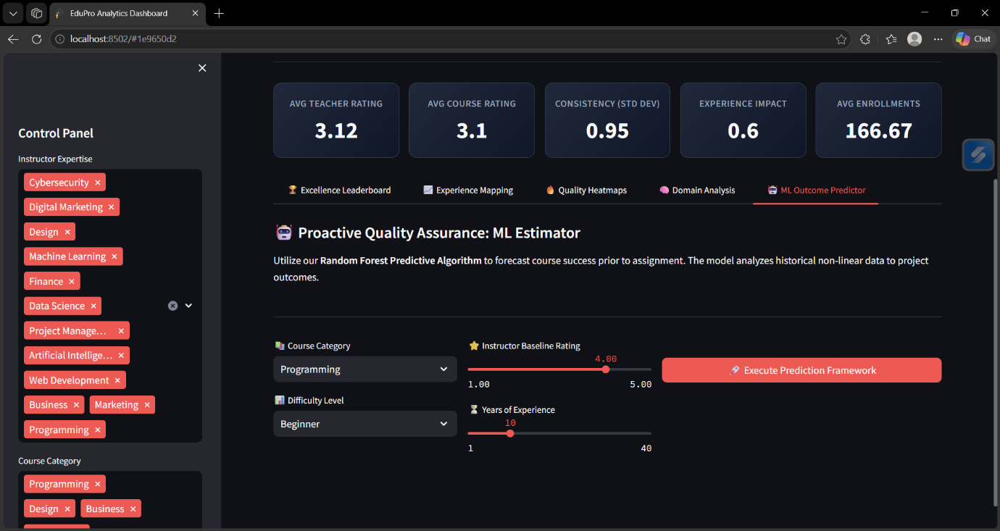 EduPro Analytics Dashboard
localhost:8502/#1e9650d2
Chat
Control Panel
Instructor Expertise
Cybersecurity
Digital Marketing
Design
Machine Learning
Finance
Data Science
Project Manage...
Artificial Intellige...
Web Development
Business
Marketing
Programming
Course Category
Programming
Design
Business
AVG TEACHER RATING
3.12
AVG COURSE RATING
3.1
CONSISTENCY (STD DEV)
0.95
EXPERIENCE IMPACT
0.6
AVG ENROLLMENTS
166.67
Excellence Leaderboard
Experience Mapping
Quality Heatmaps
Domain Analysis
ML Outcome Predictor
Proactive Quality Assurance: ML Estimator
Utilize our Random Forest Predictive Algorithm to forecast course success prior to assignment. The model analyzes historical non-linear data to project
outcomes.
Course Category
Programming
Difficulty Level
Beginner
Instructor Baseline Rating
4.00
1.00 5.00
Years of Experience
10
1 40
Execute Prediction Framework